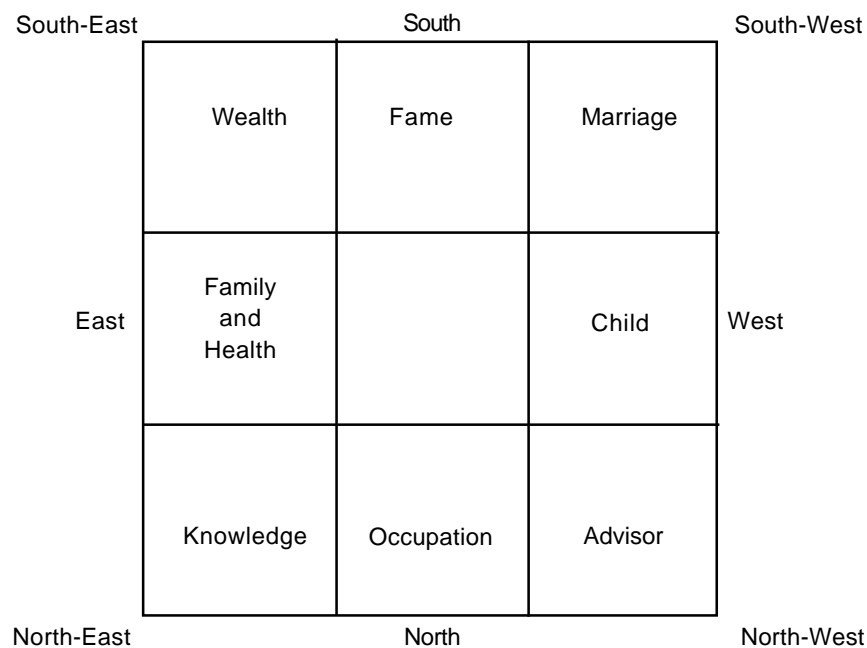 South-East South South-West
Wealth Fame Marriage
Family
and
Health
East Child West
Knowledge Occupation Advisor
North-East North North-West